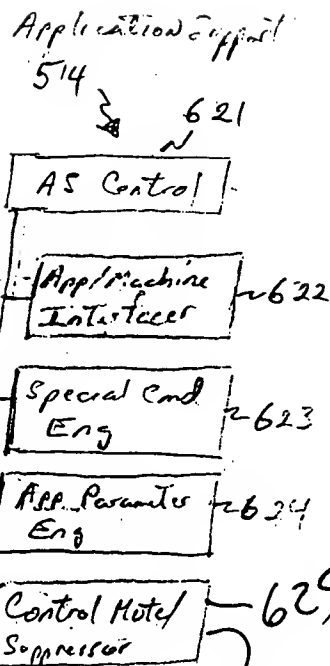 Application Support
514
621
AS Control
App/Machine
Interfacer
622
Special Cmd
Eng
623
App Parameter
Eng
624
Control
Suppressor